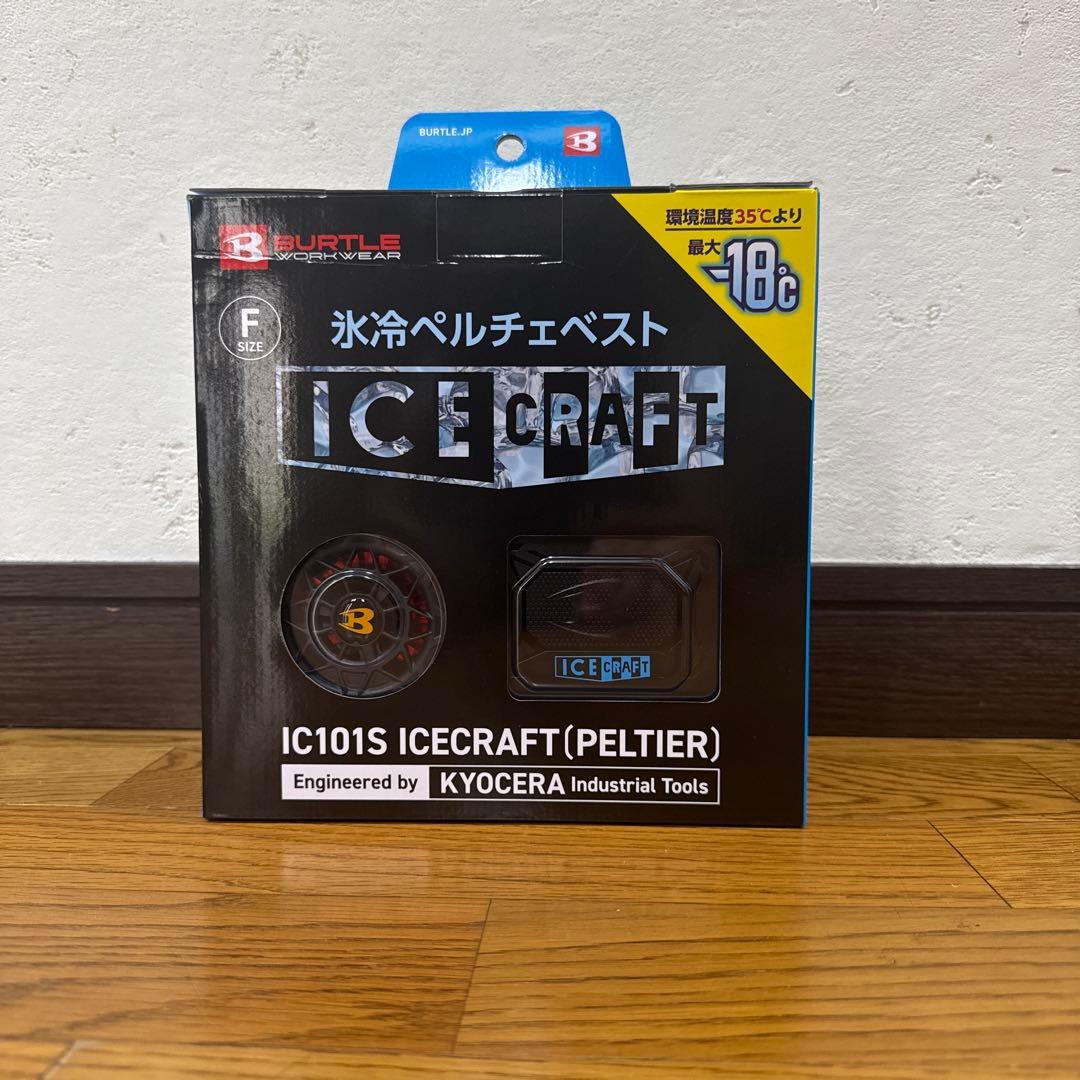 BURTLE.JP
B
環境温度35℃より
最大
-18℃
B BURTLE
WORKWEAR
F
SIZE
氷冷ペルチェベスト
ICE CRAFT
B
ICE CRAFT
IC101S ICECRAFT(PELTIER)
Engineered by KYOCERA Industrial Tools